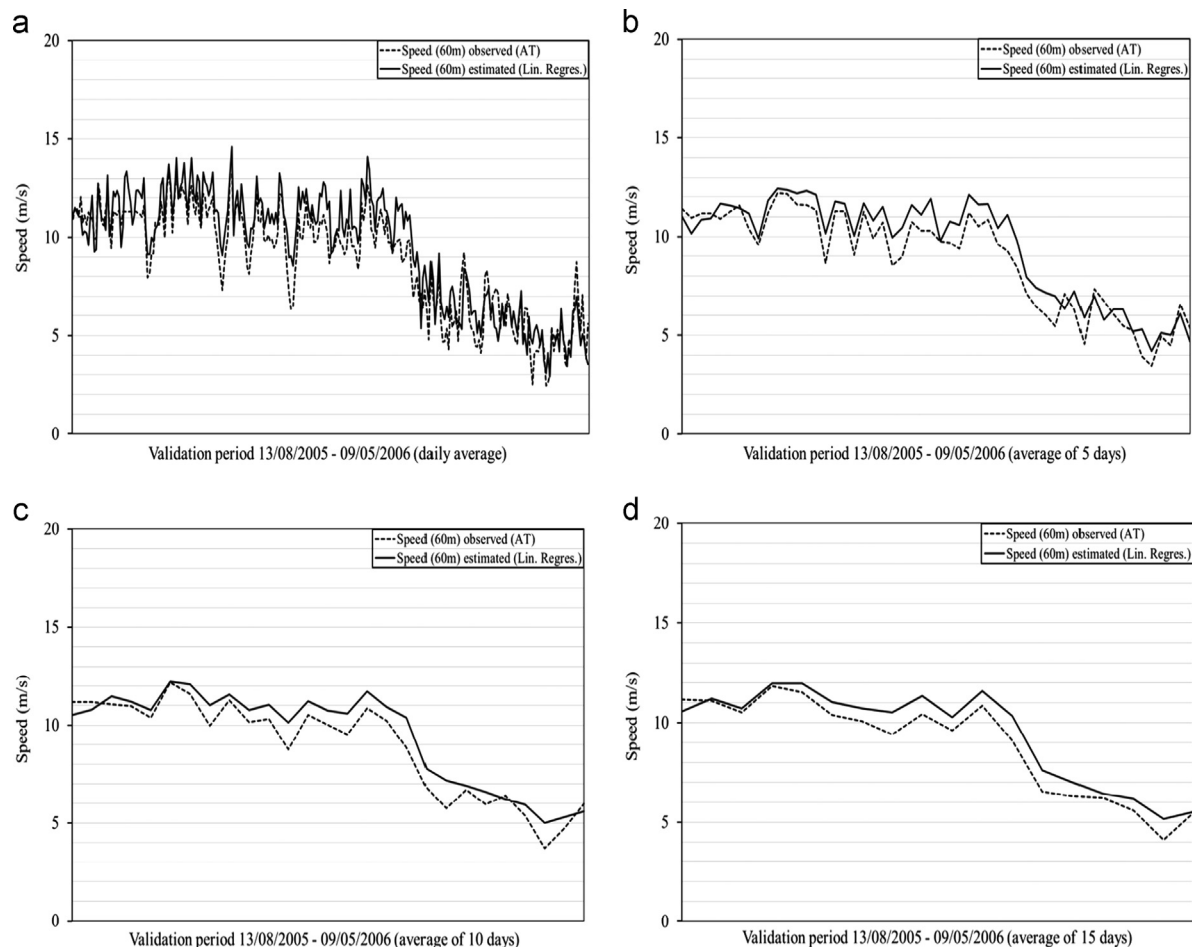 a
20
15
10
5
0
Speed (m/s)
Speed (60m) observed (AT)
Speed (60m) estimated (Lin. Regres.)
Validation period 13/08/2005 - 09/05/2006 (daily average)
b
20
15
10
5
0
Speed (m/s)
Speed (60m) observed (AT)
Speed (60m) estimated (Lin. Regres.)
Validation period 13/08/2005 - 09/05/2006 (average of 5 days)
c
20
15
10
5
0
Speed (m/s)
Speed (60m) observed (AT)
Speed (60m) estimated (Lin. Regres.)
Validation period 13/08/2005 - 09/05/2006 (average of 10 days)
d
20
15
10
5
0
Speed (m/s)
Speed (60m) observed (AT)
Speed (60m) estimated (Lin. Regres.)
Validation period 13/08/2005 - 09/05/2006 (average of 15 days)